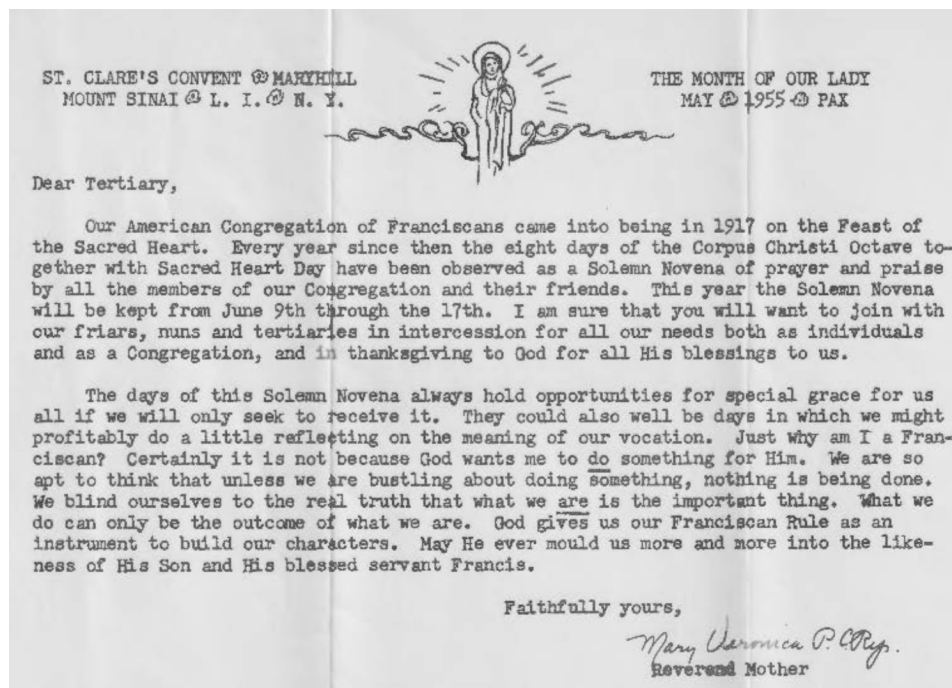 ST. CLARE'S CONVENT MARYHILL
MOUNT SINAI L. I. N. Y.
THE MONTH OF OUR LADY
MAY 1955 PAX
Dear Tertiary,
Our American Congregation of Franciscans came into being in 1917 on the Feast of
the Sacred Heart. Every year since then the eight days of the Corpus Christi Octave to-
gether with Sacred Heart Day have been observed as a Solemn Novena of prayer and praise
by all the members of our Congregation and their friends. This year the Solemn Novena
will be kept from June 9th through the 17th. I am sure that you will want to join with
our friars, nuns and tertiaries in intercession for all our needs both as individuals
and as a Congregation, and in thanksgiving to God for all His blessings to us.
The days of this Solemn Novena always hold opportunities for special grace for us
all if we will only seek to receive it. They could also well be days in which we might
profitably do a little reflecting on the meaning of our vocation. Just why am I a Fran-
ciscan? Certainly it is not because God wants me to do something for Him. We are so
apt to think that unless we are bustling about doing something, nothing is being done.
We blind ourselves to the real truth that what we are is the important thing. What we
do can only be the outcome of what we are. God gives us our Franciscan Rule as an
instrument to build our characters. May He ever mould us more and more into the like-
ness of His Son and His blessed servant Francis.
Faithfully yours,
Mary Veronica P.C.Rep.
Reverend Mother